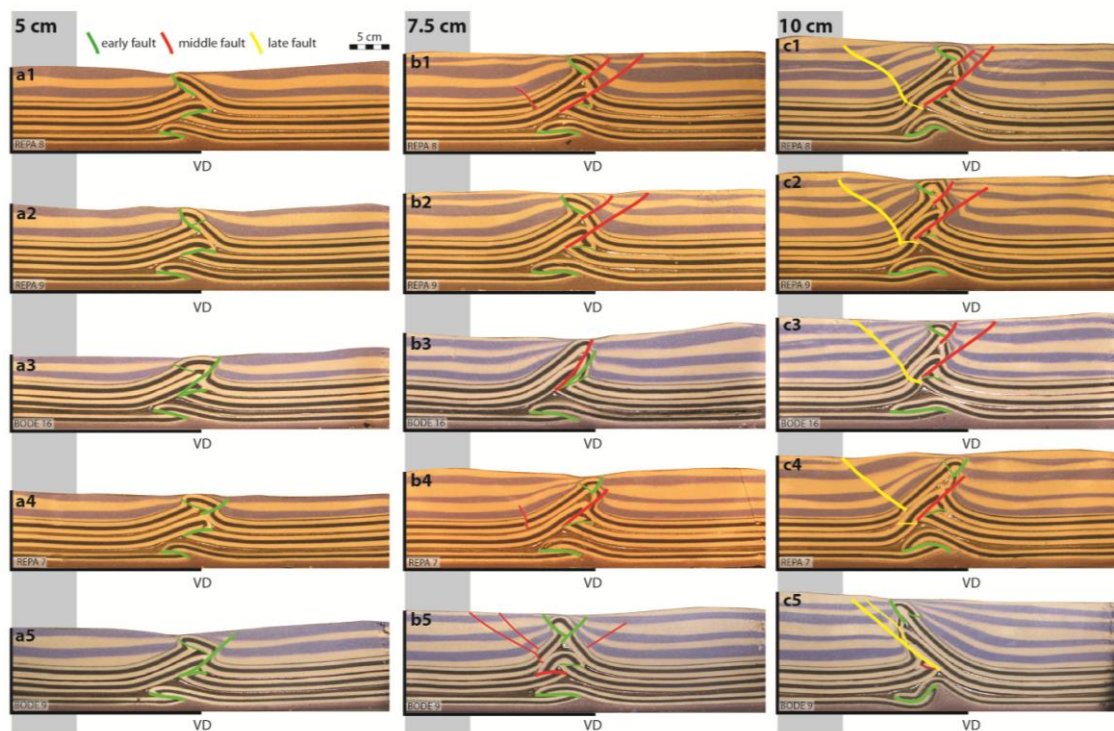 5 cm
7.5 cm
10 cm
early fault
middle fault
late fault
5 cm
a1
b1
c1
REPA 8
REPA 8
REPA 8
VD
VD
VD
a2
b2
c2
REPA 9
REPA 9
REPA 9
VD
VD
VD
a3
b3
c3
BODE 16
BODE 16
BODE 16
VD
VD
VD
a4
b4
c4
REPA 7
REPA 7
REPA 7
VD
VD
VD
a5
b5
c5
BODE 9
BODE 9
BODE 9
VD
VD
VD